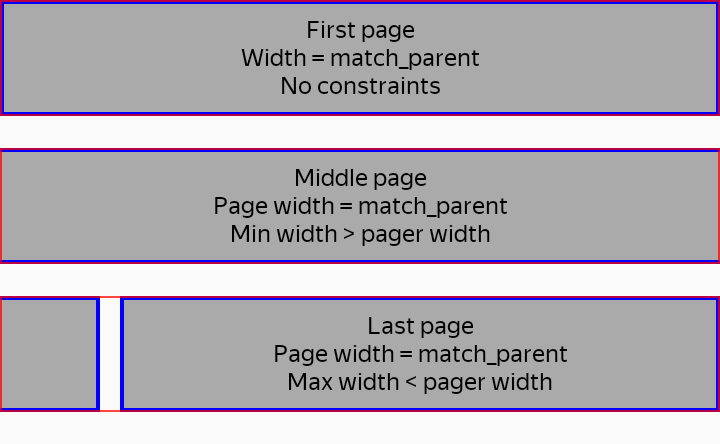 First page
Width = match_parent
No constraints
Middle page
Page width = match_parent
Min width > pager width
Last page
Page width = match_parent
Max width < pager width